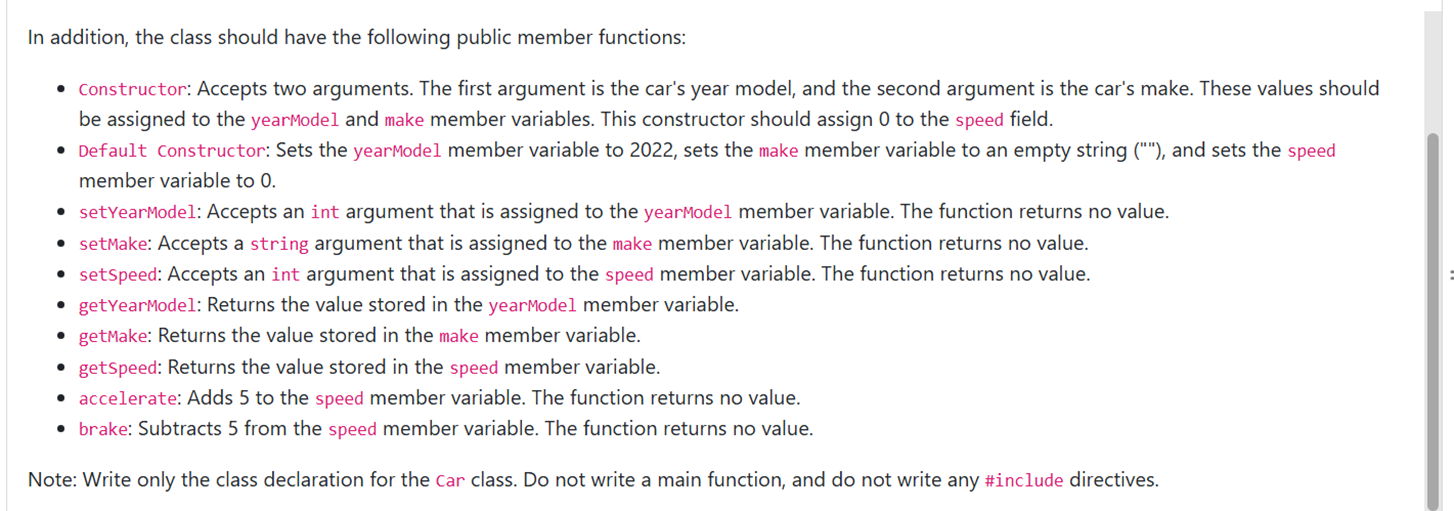 In addition, the class should have the following public member functions:
• Constructor: Accepts two arguments. The first argument is the car's year model, and the second argument is the car's make. These values should
be assigned to the yearModel and make member variables. This constructor should assign 0 to the speed field.
• Default Constructor: Sets the yearModel member variable to 2022, sets the make member variable to an empty string (""), and sets the speed
member variable to 0.
• setYearModel: Accepts an int argument that is assigned to the yearModel member variable. The function returns no value.
• setMake: Accepts a string argument that is assigned to the make member variable. The function returns no value.
• setSpeed: Accepts an int argument that is assigned to the speed member variable. The function returns no value.
• getYearModel: Returns the value stored in the yearModel member variable.
• getMake: Returns the value stored in the make member variable.
• getSpeed: Returns the value stored in the speed member variable.
• accelerate: Adds 5 to the speed member variable. The function returns no value.
• brake: Subtracts 5 from the speed member variable. The function returns no value.
Note: Write only the class declaration for the Car class. Do not write a main function, and do not write any #include directives.